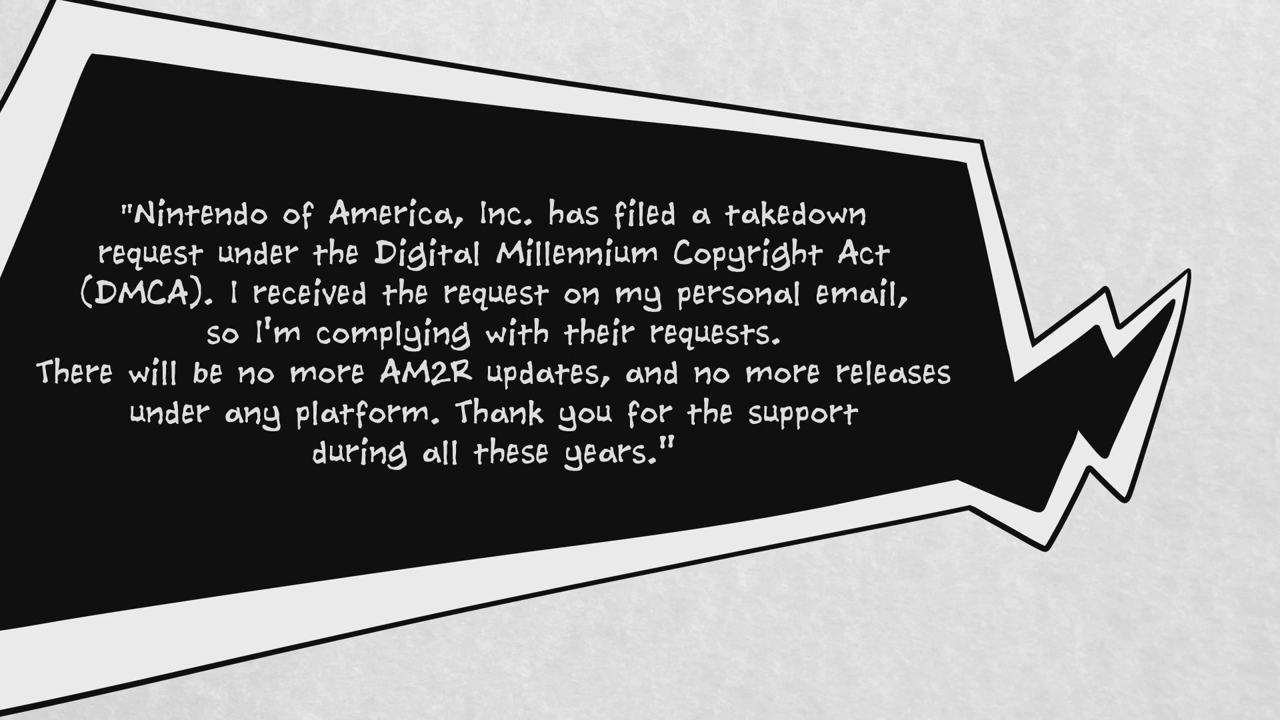 "Nintendo of America, Inc. has filed a takedown
request under the Digital Millennium Copyright Act
(DMCA). I received the request on my personal email,
so I'm complying with their requests.
There will be no more AM2R updates, and no more releases
under any platform. Thank you for the support
during all these years."